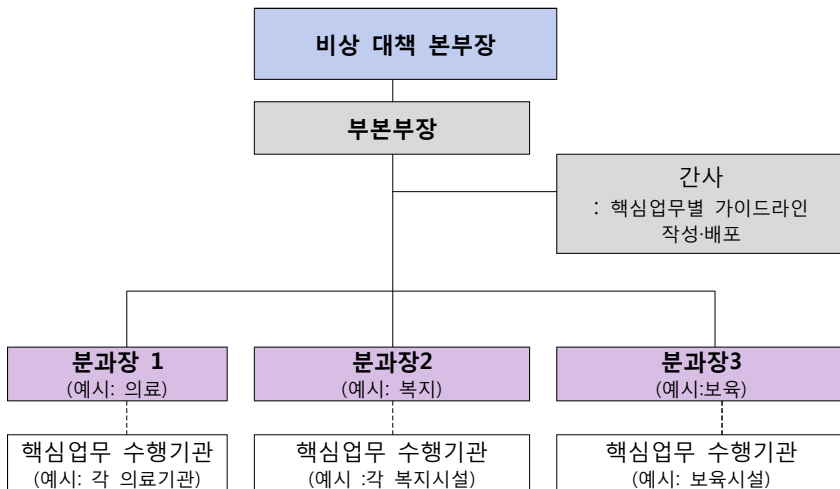 비상 대책 본부장
부본부장
간사
: 핵심업무별 가이드라인
작성·배포
분과장 1
(예시: 의료)
분과장2
(예시: 복지)
분과장3
(예시:보육)
핵심업무 수행기관
(예시: 각 의료기관)
핵심업무 수행기관
(예시 :각 복지시설)
핵심업무 수행기관
(예시: 보육시설)